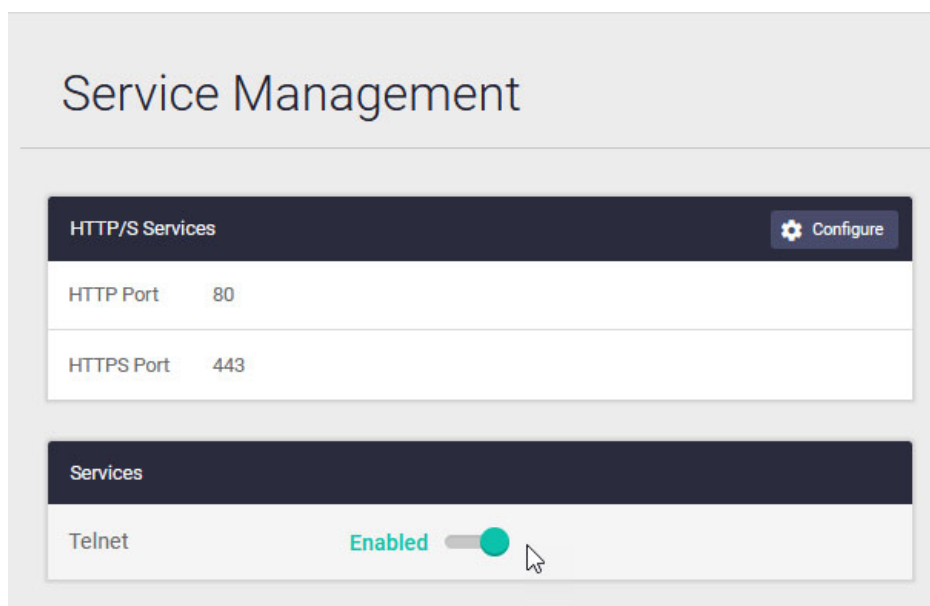 Service Management
HTTP/S Services
Configure
HTTP Port 80
HTTPS Port 443
Services
Telnet Enabled